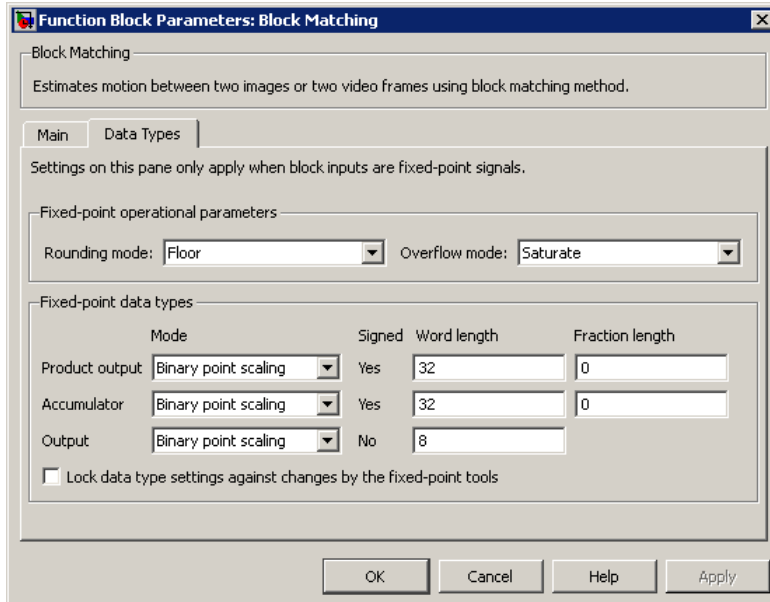 Function Block Parameters: Block Matching
Block Matching
Estimates motion between two images or two video frames using block matching method.
Main Data Types
Settings on this pane only apply when block inputs are fixed-point signals.
Fixed-point operational parameters
Rounding mode: Floor Overflow mode: Saturate
Fixed-point data types
Mode Signed Word length Fraction length
Product output Binary point scaling Yes 32 0
Accumulator Binary point scaling Yes 32 0
Output Binary point scaling No 8
Lock data type settings against changes by the fixed-point tools
OK Cancel Help Apply